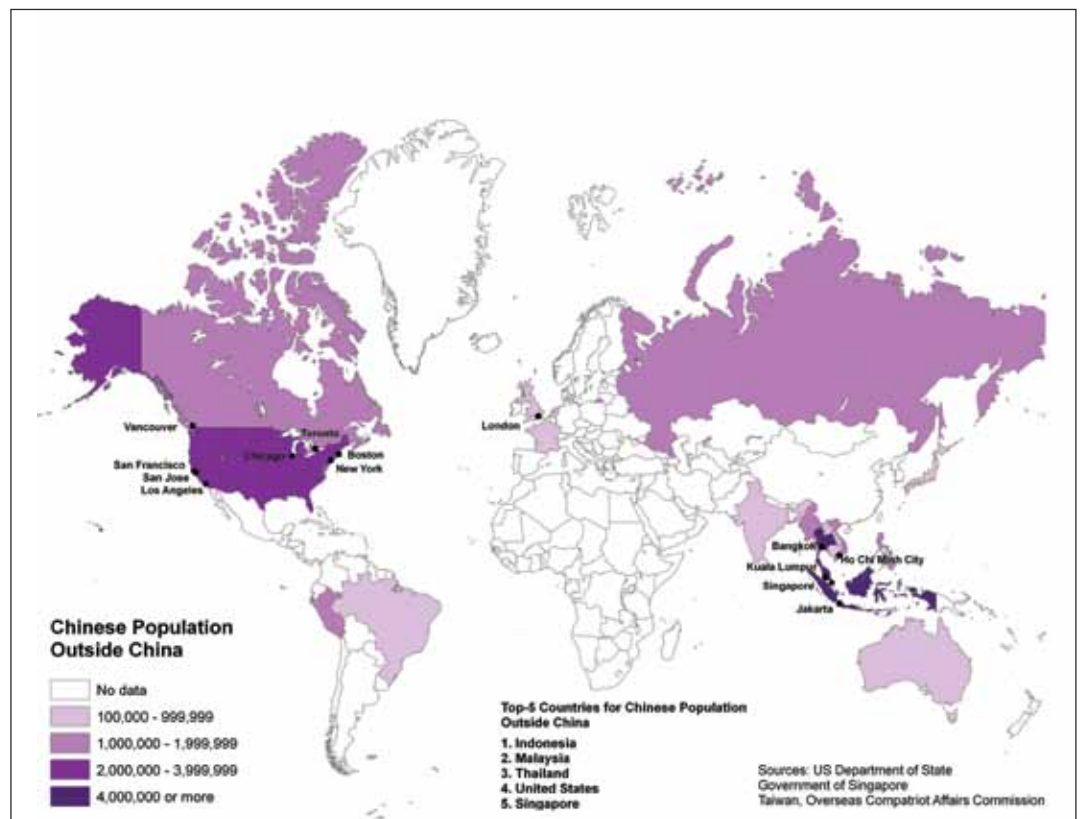 Vancouver
Toronto
Chicago
Boston
New York
San Francisco
San Jose
Los Angeles
London
Bangkok
Ho Chi Minh City
Kuala Lumpur
Singapore
Jakarta
Chinese Population
Outside China
No data
100,000 - 999,999
1,000,000 - 1,999,999
2,000,000 - 3,999,999
4,000,000 or more
Top-5 Countries for Chinese Population
Outside China
1. Indonesia
2. Malaysia
3. Thailand
4. United States
5. Singapore
Sources: US Department of State
Government of Singapore
Taiwan, Overseas Compatriot Affairs Commission